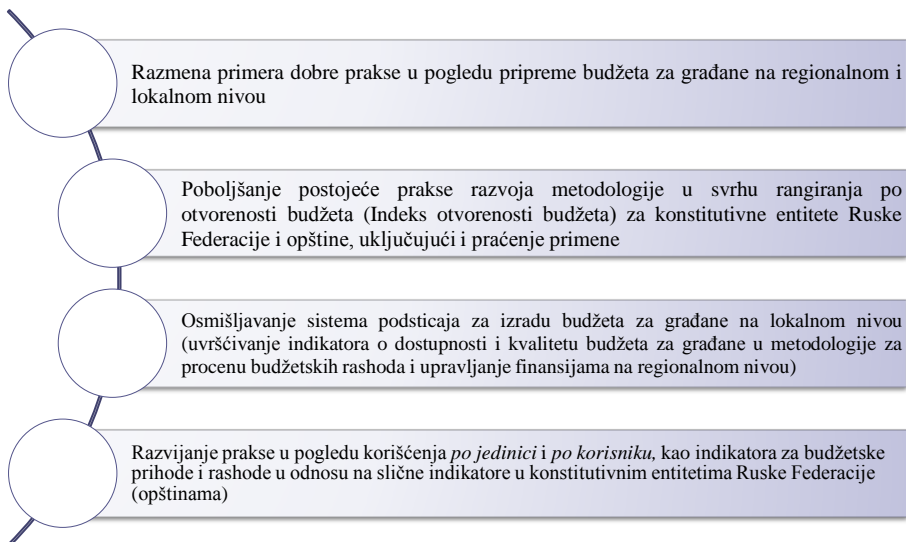 Razmena primera dobre prakse u pogledu pripreme budžeta za građane na regionalnom i
lokalnom nivou
Poboljšanje postojeće prakse razvoja metodologije u svrhu rangiranja po
otvorenosti budžeta (Indeks otvorenosti budžeta) za konstitutivne entitete Ruske
Federacije i opštine, uključujući i praćenje primene
Osmišljavanje sistema podsticaja za izradu budžeta za građane na lokalnom nivou
(uvršćivanje indikatora o dostupnosti i kvalitetu budžeta za građane u metodologije za
procenu budžetskih rashoda i upravljanje finansijama na regionalnom nivou)
Razvijanje prakse u pogledu korišćenja po jedinici i po korisniku, kao indikatora za budžetske
prihode i rashode u odnosu na slične indikatore u konstitutivnim entitetima Ruske Federacije
(opštinama)